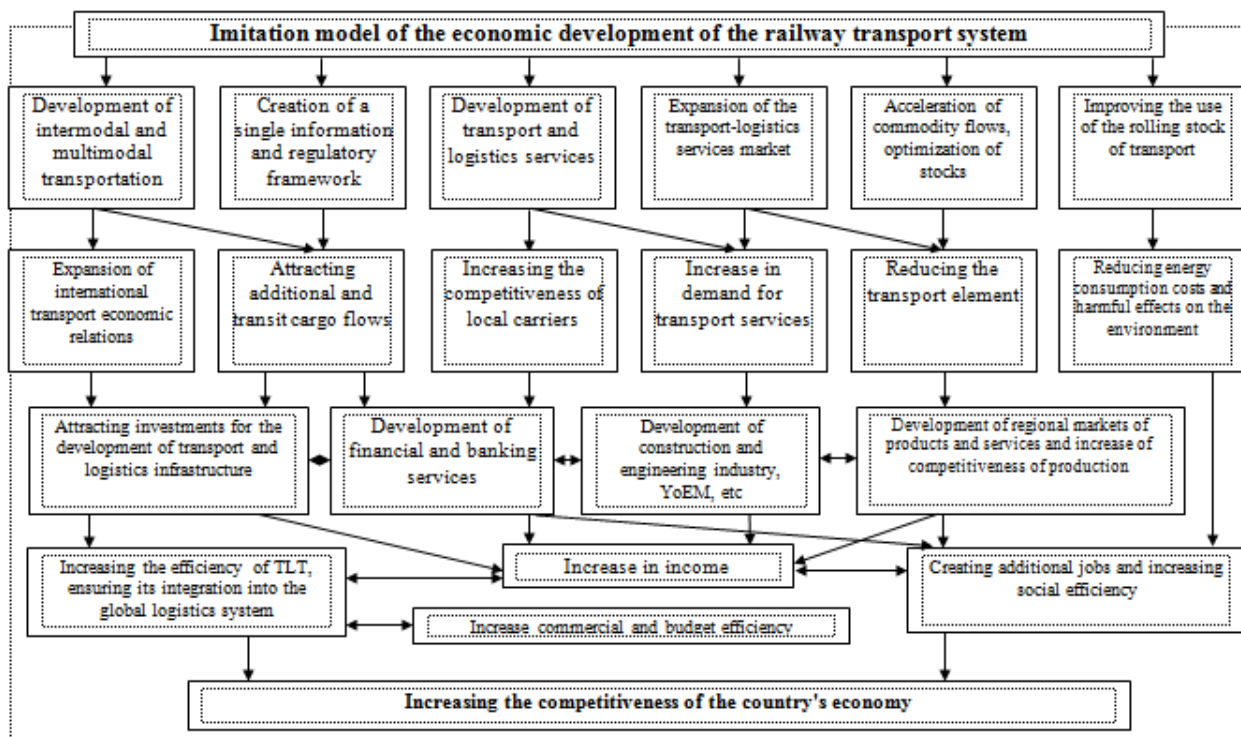 Imitation model of the economic development of the railway transport system
Development of
intermodal and
multimodal
transportation
Creation of a
single information
and regulatory
framework
Development of
transport and
logistics services
Expansion of the
transport-logistics
services market
Acceleration of
commodity flows,
optimization of
stocks
Improving the use
of the rolling stock
of transport
Expansion of
international
transport economic
relations
Attracting
additional and
transit cargo flows
Increasing the
competitiveness of
local carriers
Increase in
demand for
transport services
Reducing the
transport element
Reducing energy
consumption costs and
harmful effects on the
environment
Attracting investments for the
development of transport and
logistics infrastructure
Development of
financial and banking
services
Development of
construction and
engineering industry,
YoEM, etc
Development of regional markets of
products and services and increase of
competitiveness of production
Increasing the efficiency of TLT,
ensuring its integration into the
global logistics system
Increase in income
Creating additional jobs and increasing
social efficiency
Increase commercial and budget efficiency
Increasing the competitiveness of the country's economy